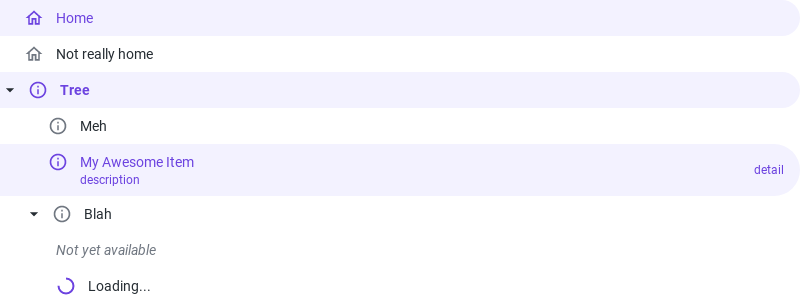 Home
Not really home
Tree
Meh
My Awesome Item
description
detail
Blah
Not yet available
Loading...